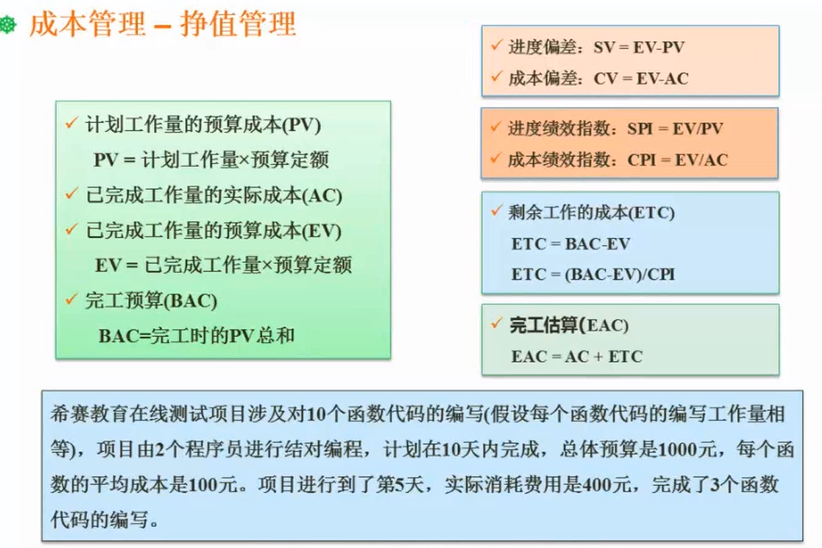 成本管理 – 挣值管理
✓ 计划工作量的预算成本(PV)
PV = 计划工作量×预算定额
✓ 已完成工作量的实际成本(AC)
✓ 已完成工作量的预算成本(EV)
EV = 已完成工作量×预算定额
✓ 完工预算(BAC)
BAC=完工时的PV总和
✓ 进度偏差：SV = EV-PV
✓ 成本偏差：CV = EV-AC
✓ 进度绩效指数：SPI = EV/PV
✓ 成本绩效指数：CPI = EV/AC
✓ 剩余工作的成本(ETC)
ETC = BAC-EV
ETC = (BAC-EV)/CPI
✓ 完工估算(EAC)
EAC = AC + ETC
希赛教育在线测试项目涉及对10个函数代码的编写(假设每个函数代码的编写工作量相
等)，项目由2个程序员进行结对编程，计划在10天内完成，总体预算是1000元，每个函
数的平均成本是100元。项目进行到了第5天，实际消耗费用是400元，完成了3个函数
代码的编写。